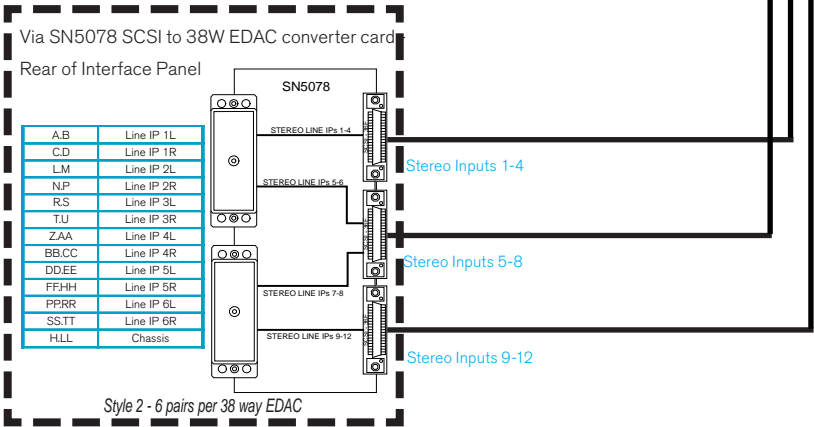 Via SN5078 SCSI to 38W EDAC converter card -
Rear of Interface Panel
SN5078
A.B Line IP 1L
C.D Line IP 1R
L.M Line IP 2L
N.P Line IP 2R
R.S Line IP 3L
T.U Line IP 3R
Z.AA Line IP 4L
BB.CC Line IP 4R
DD.EE Line IP 5L
FF.HH Line IP 5R
PP.RR Line IP 6L
SS.TT Line IP 6R
H.LL Chassis
STEREO LINE IPs 1-4
STEREO LINE IPs 5-6
STEREO LINE IPs 7-8
STEREO LINE IPs 9-12
Stereo Inputs 1-4
Stereo Inputs 5-8
Stereo Inputs 9-12
Style 2 - 6 pairs per 38 way EDAC